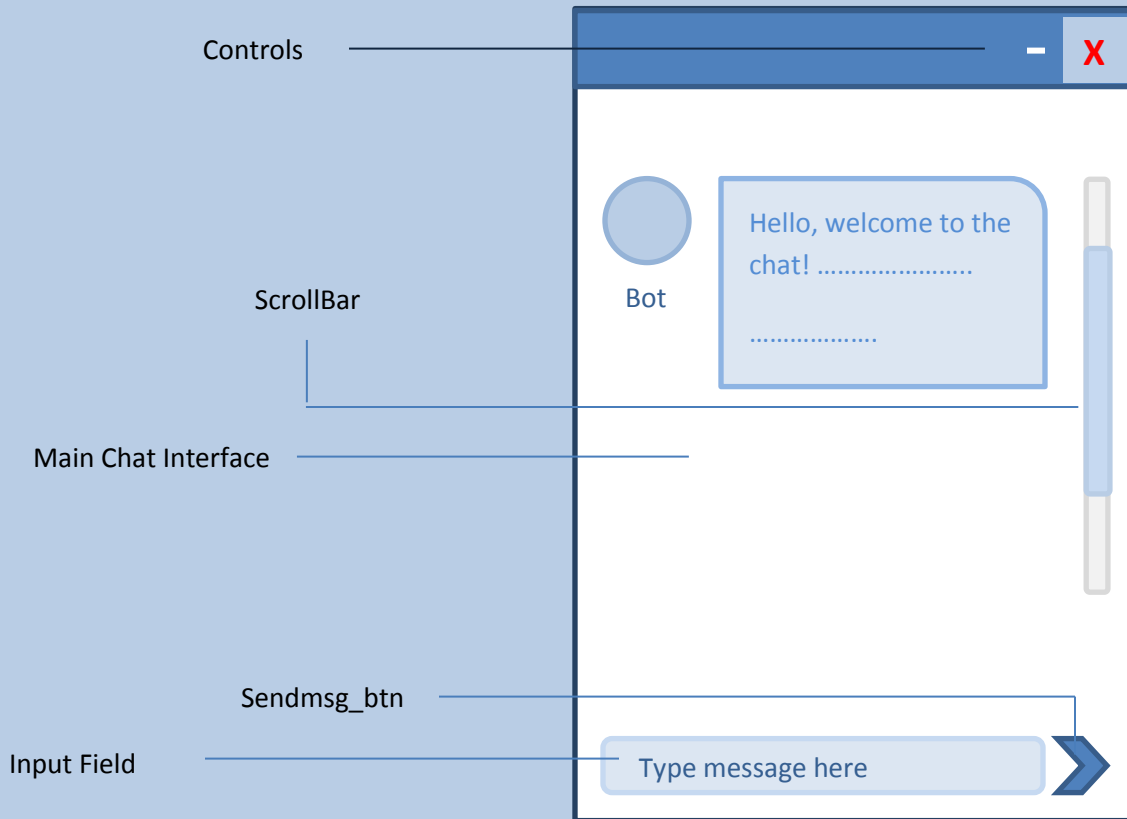 Controls
- X
Hello, welcome to the
chat! …………………..
Bot
ScrollBar
……………….
Main Chat Interface
Sendmsg_btn
Input Field
Type message here